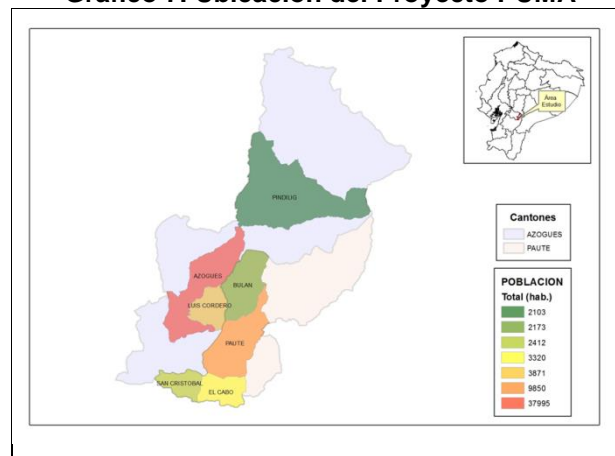 Área
Estudio
PINDILIG
Cantones
AZOGUES
PAUTE
AZOGUES
BULAN
LUIS CORDERO
PAUTE
SAN CRISTOBAL
EL CABO
POBLACION
Total (hab.)
2103
2173
2412
3320
3871
9850
37995